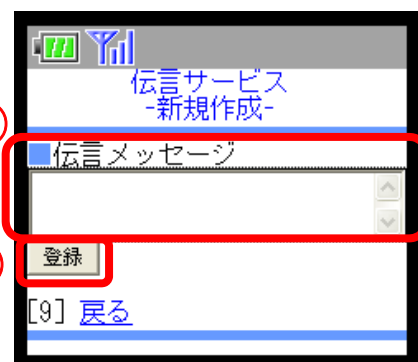 伝言サービス
-新規作成-
■伝言メッセージ
登録
[9] 戻る